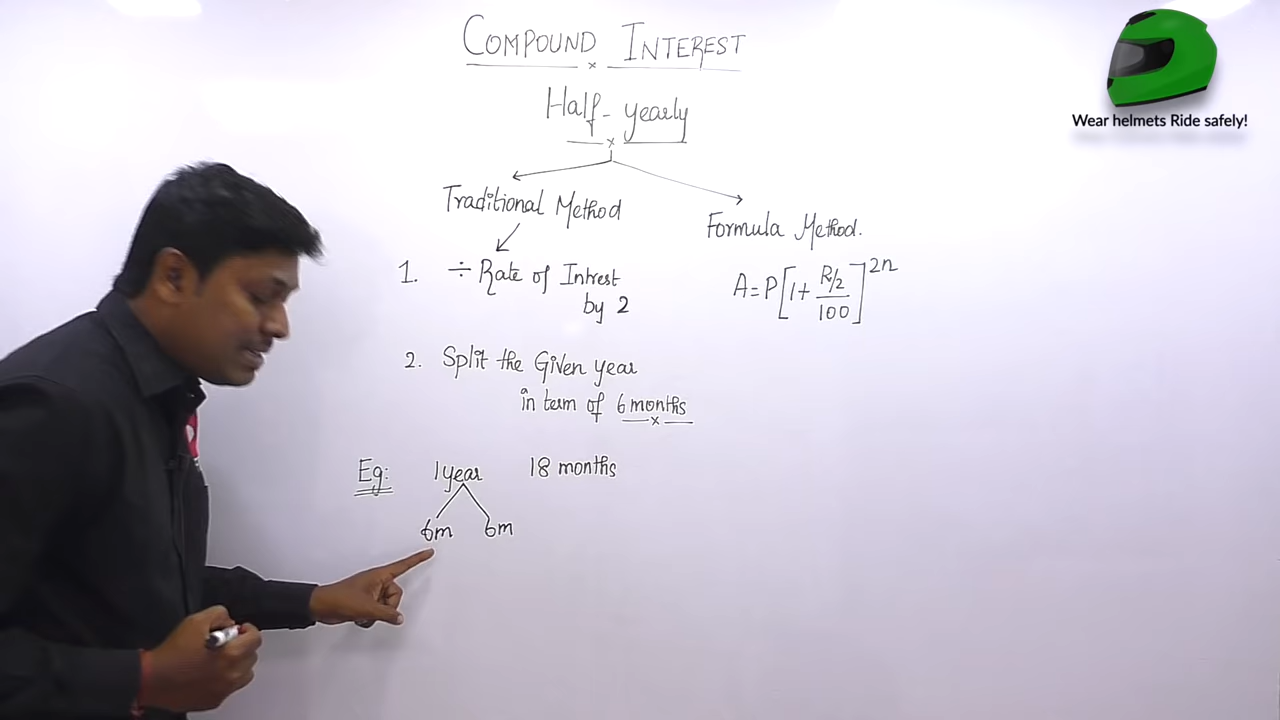 COMPOUND INTEREST
Half-yearly
Traditional Method
1. ÷ Rate of Intrest
by 2
2. Split the Given year
in term of 6 months
Eg: 1 year 18 months
6m 6m
Formula Method.
A=P[1+ R/2 / 100]^2n
Wear helmets Ride safely!